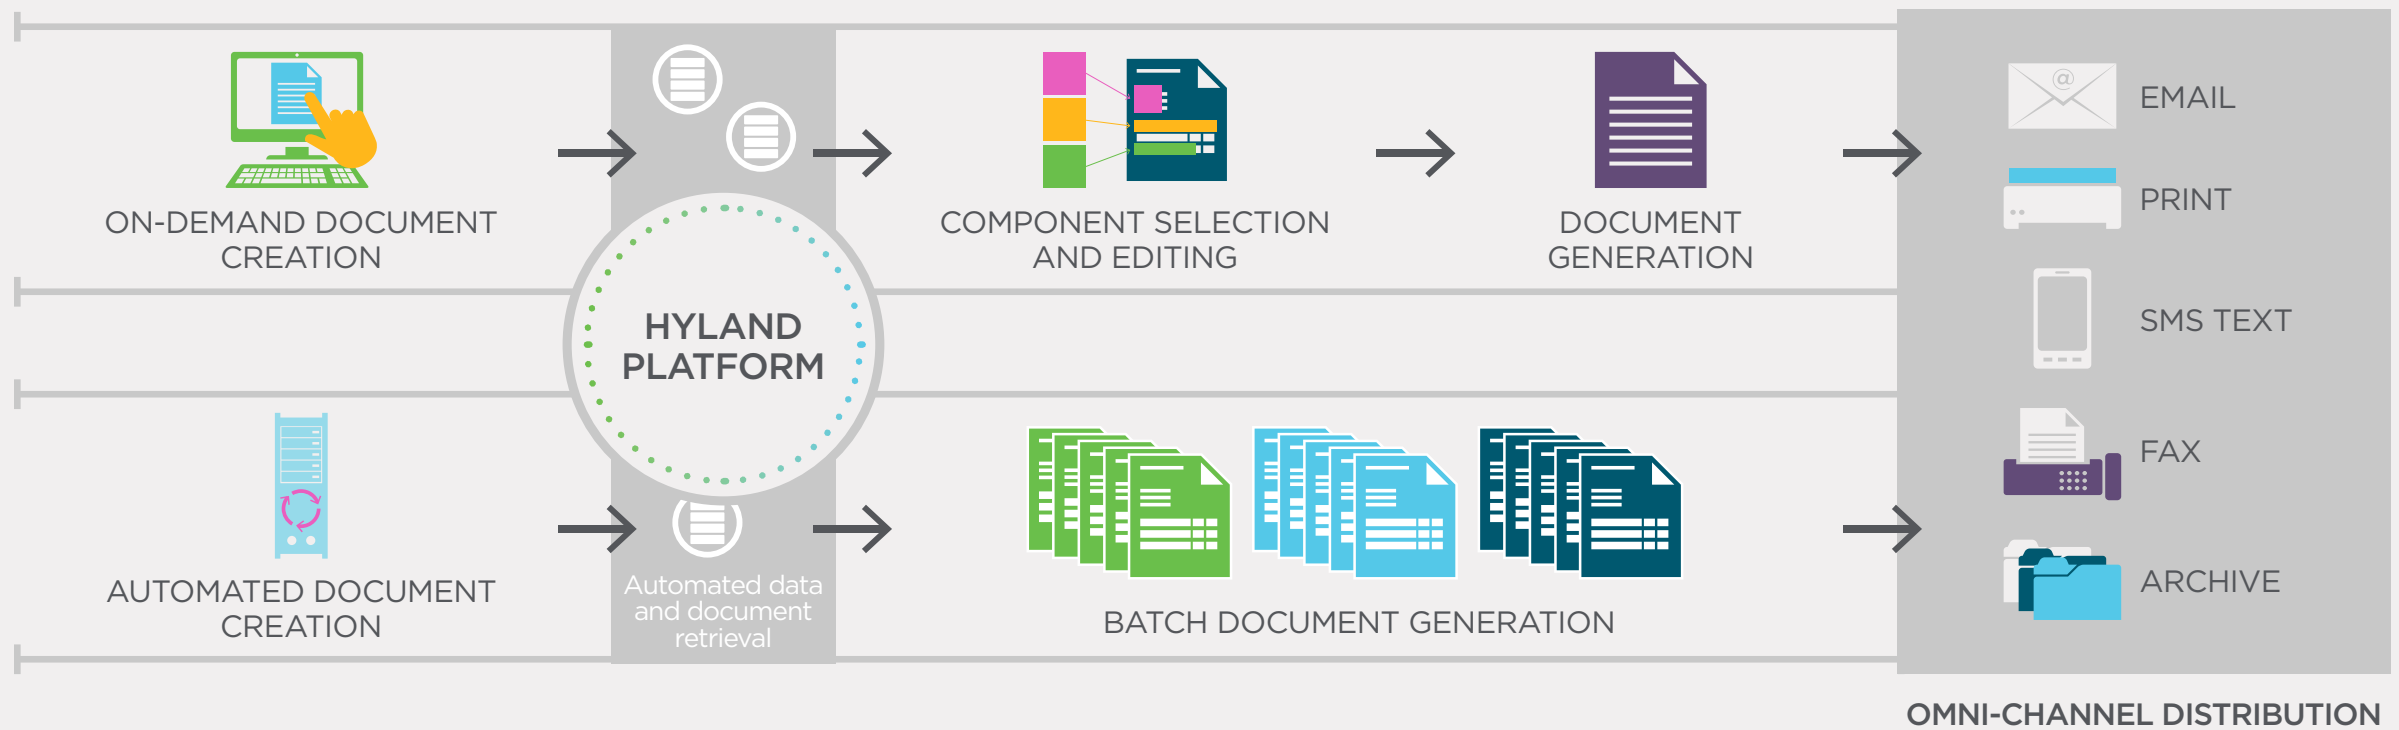 ON-DEMAND DOCUMENT
CREATION
HYLAND
PLATFORM
COMPONENT SELECTION
AND EDITING
DOCUMENT
GENERATION
AUTOMATED DOCUMENT
CREATION
Automated data
and document
retrieval
BATCH DOCUMENT GENERATION
@
EMAIL
PRINT
SMS TEXT
FAX
ARCHIVE
OMNI-CHANNEL DISTRIBUTION